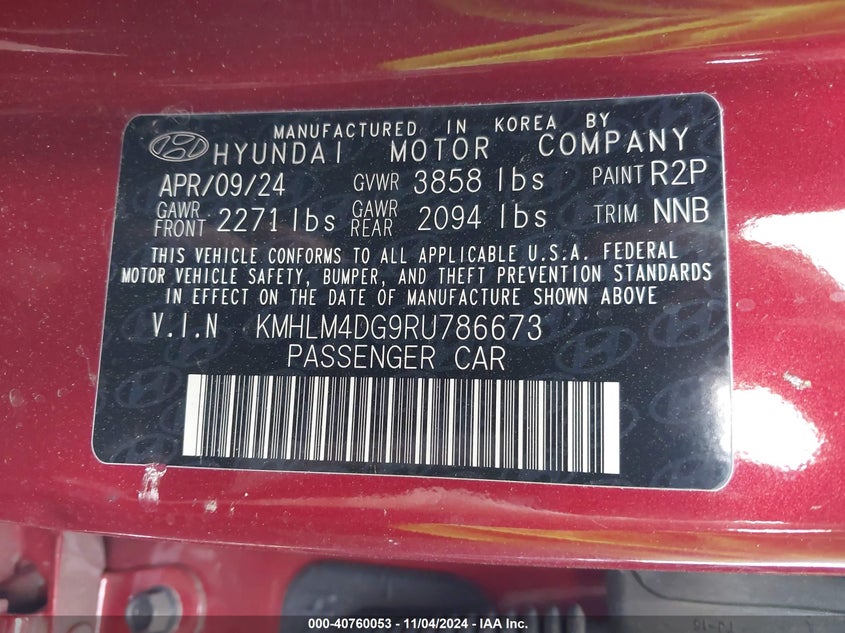 MANUFACTURED IN KOREA BY
HYUNDAI MOTOR COMPANY
APR/09/24 GVWR 3858 lbs PAINT R2P
GAWR FRONT 2271 lbs GAWR REAR 2094 lbs TRIM NNB
THIS VEHICLE CONFORMS TO ALL APPLICABLE U.S.A. FEDERAL
MOTOR VEHICLE SAFETY, BUMPER, AND THEFT PREVENTION STANDARDS
IN EFFECT ON THE DATE OF MANUFACTURE SHOWN ABOVE
V.I.N KMHLM4DG9RU786673
PASSENGER CAR
000-40760053 - 11/04/2024 - IAA Inc.